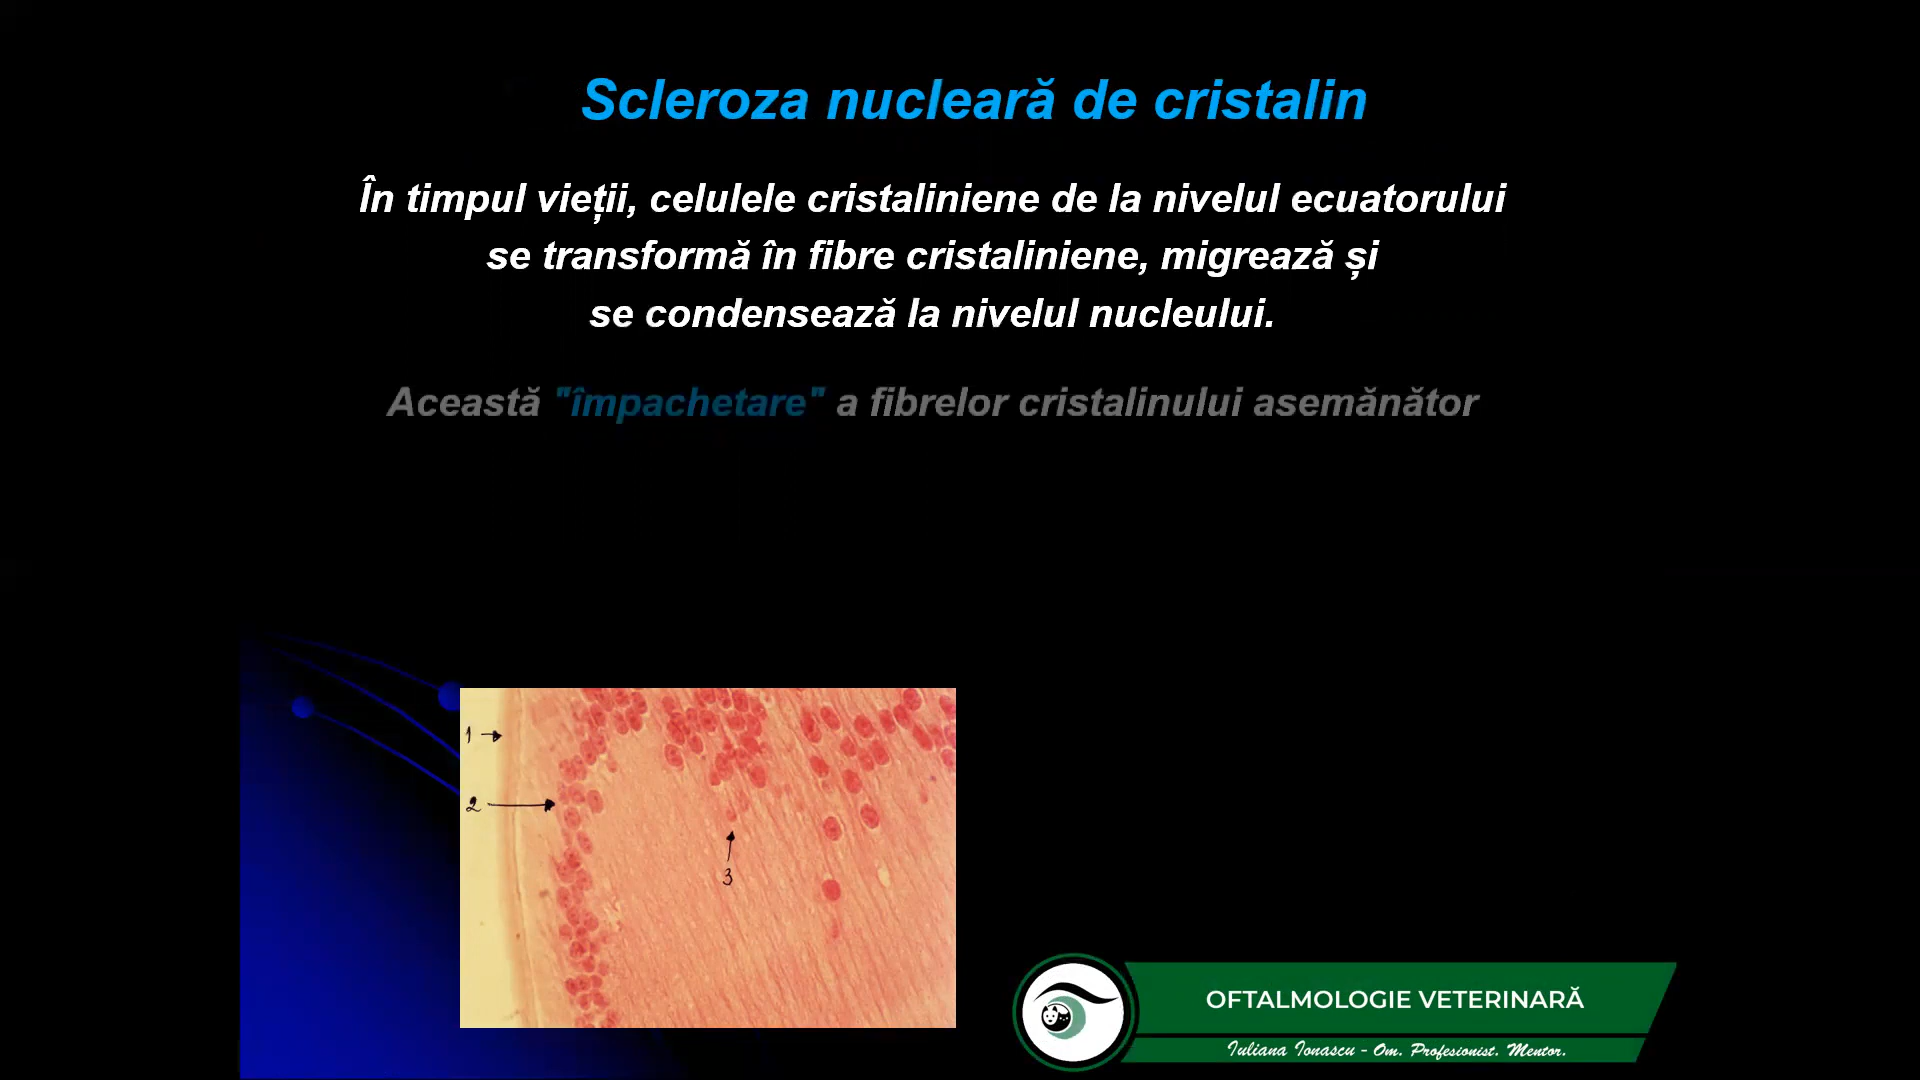 Scleroza nucleară de cristalin
În timpul vieții, celulele cristaliniene de la nivelul ecuatorului
se transformă în fibre cristaliniene, migrează și
se condensează la nivelul nucleului.
Această "împachetare" a fibrelor cristalinului asemănător
1
2
3
OFTALMOLOGIE VETERINARĂ
Iuliana Ionascu - Om. Profesionist. Mentor.